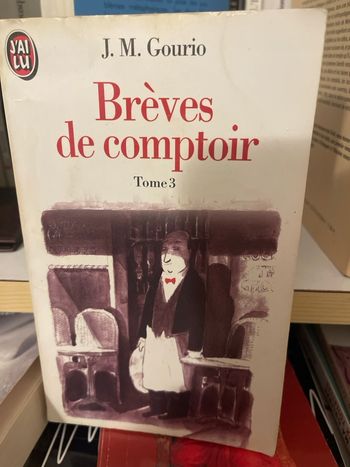 J'AI
LU
J. M. Gourio
Brèves
de comptoir
Tome 3